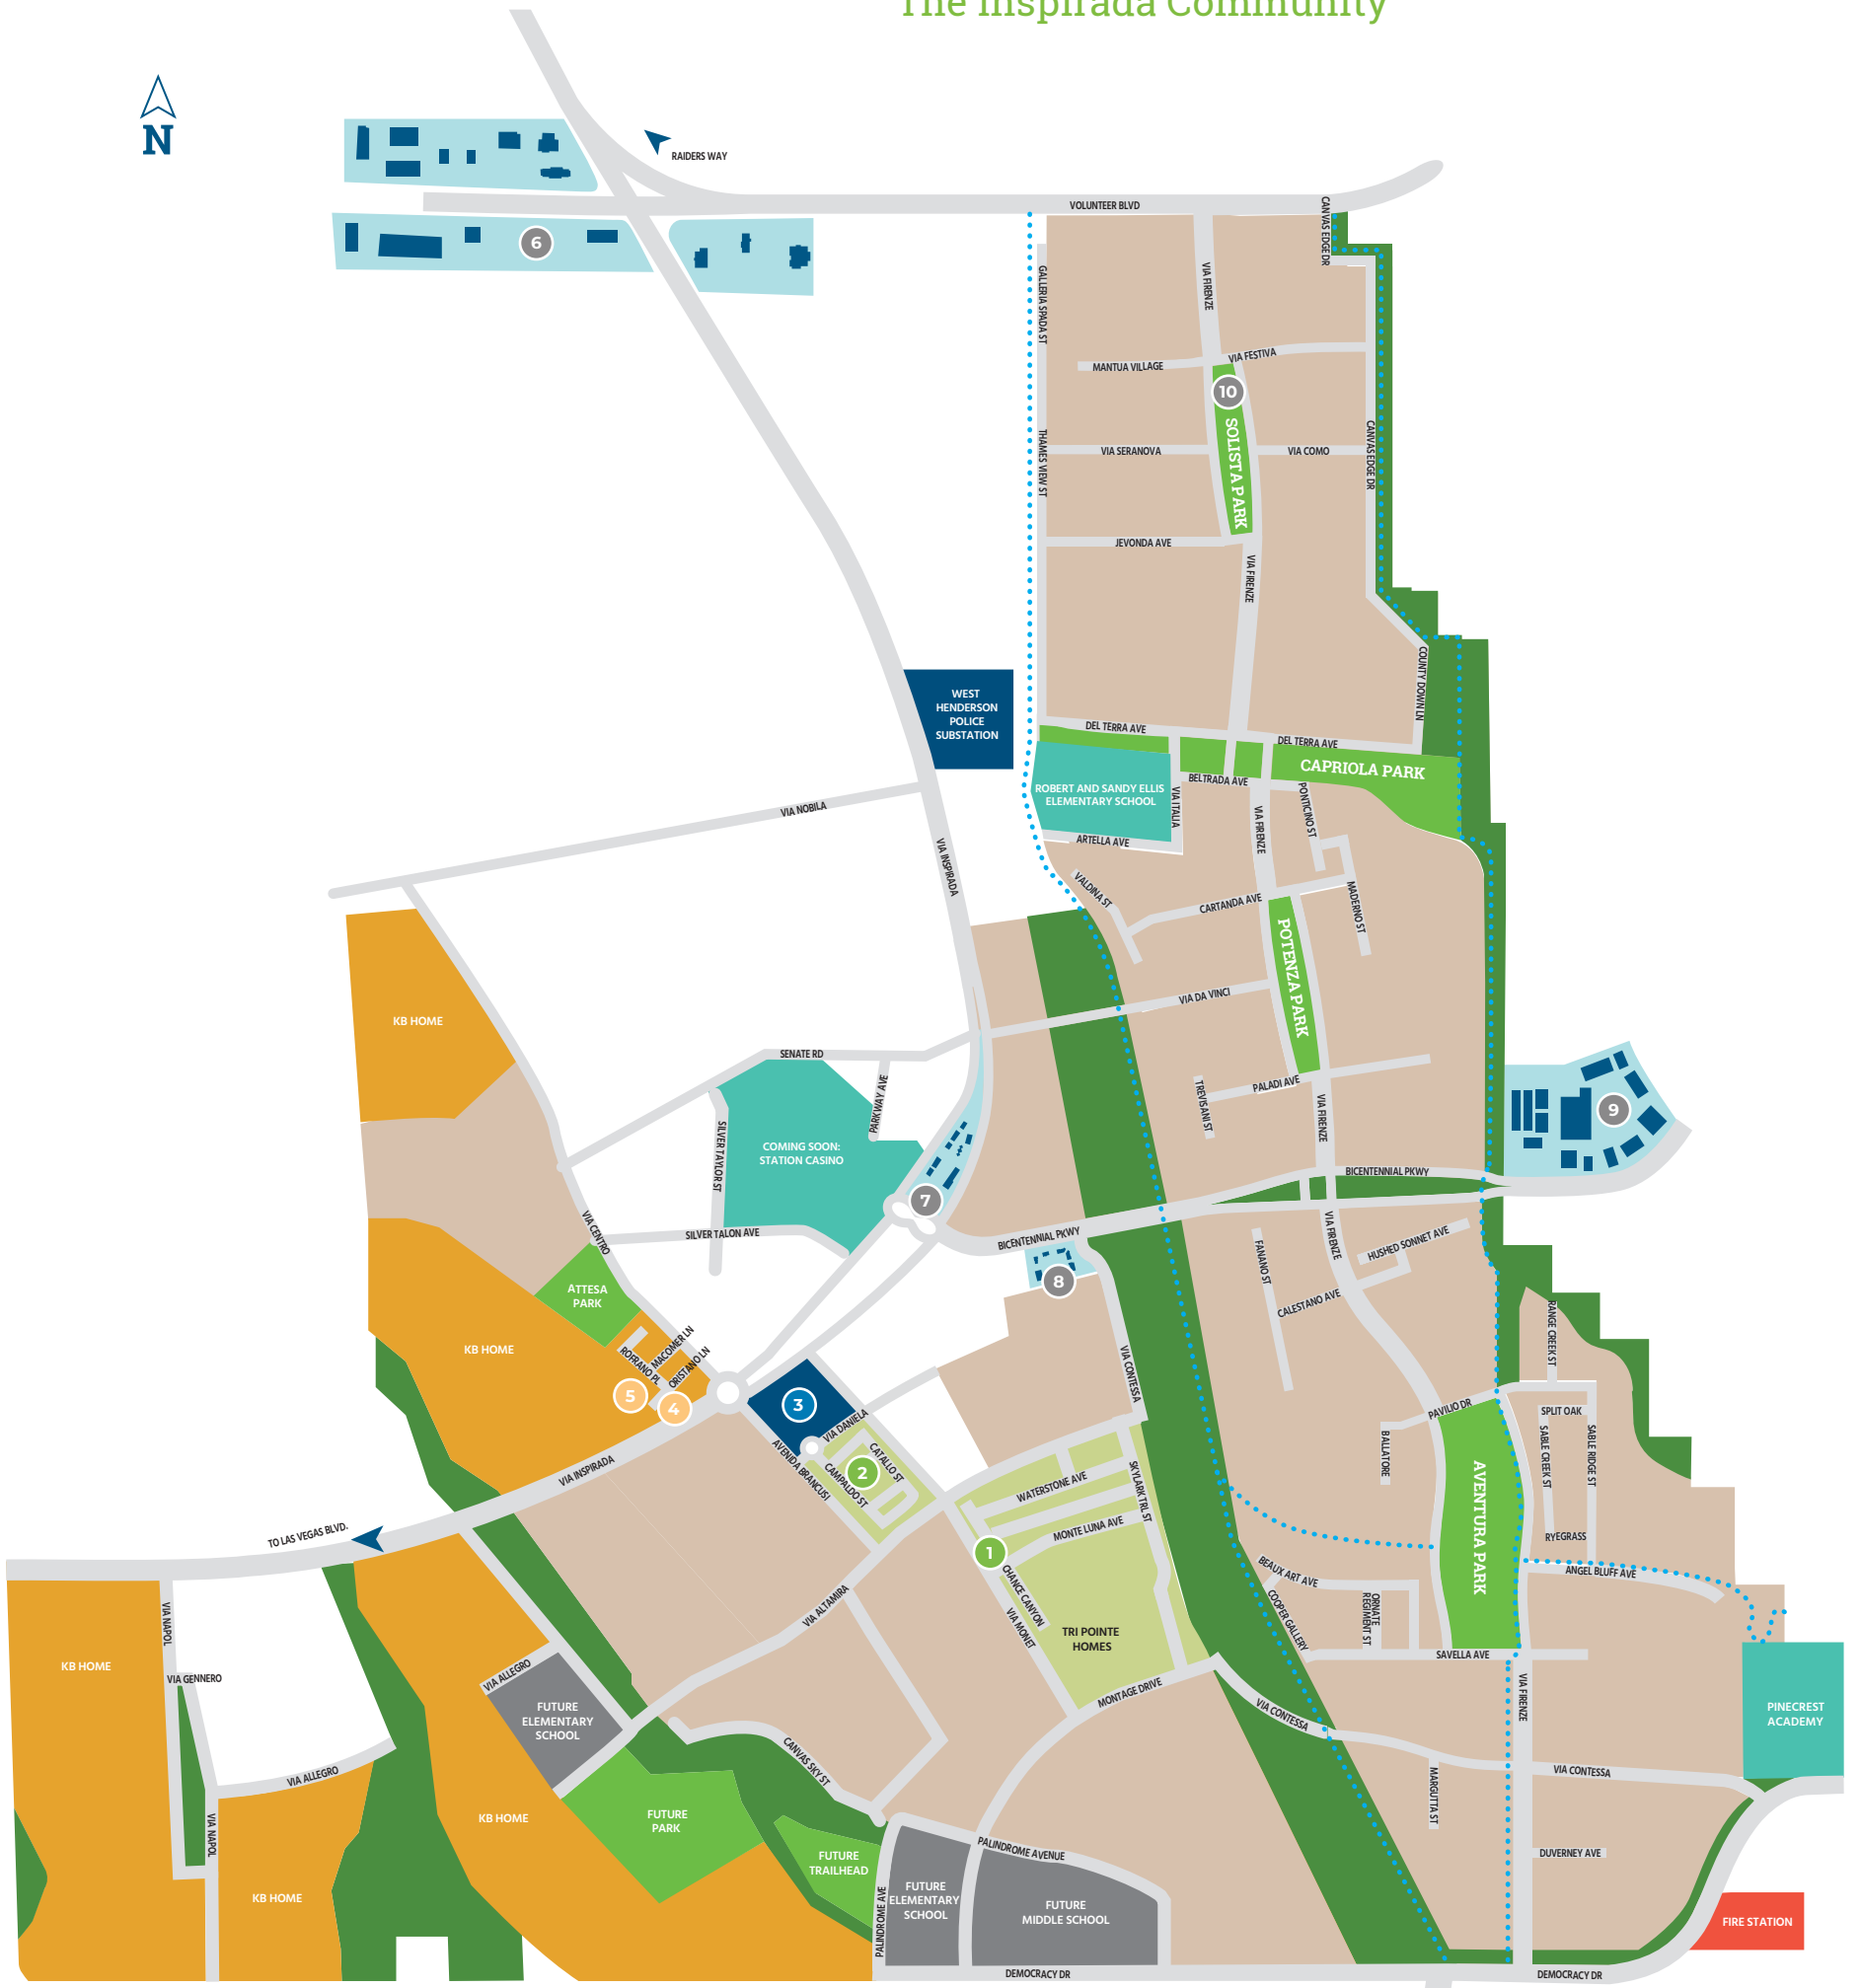 The Inspirada Community
N
RAIDERS WAY
VOLUNTEER BLVD
CANVAS EDGE DR
6
GALLERIA SPADA ST
VIA FIRENZE
MANTUA VILLAGE
VIA FESTIVA
10
SOLISTA PARK
THAMES VIEW ST
VIA SERANOVA
VIA COMO
CANVAS EDGE DR
JEVONDA AVE
VIA FIRENZE
COUNTY DOWN LN
WEST
HENDERSON
POLICE
SUBSTATION
DEL TERRA AVE
DEL TERRA AVE
CAPRIOLA PARK
BELTRADA AVE
ROBERT AND SANDY ELLIS
ELEMENTARY SCHOOL
VIA ITALIA
PONTICINO ST
VIA FIRENZE
ARTELLA AVE
VIA NOBILA
VIA INSPIRADA
VALDINA ST
CARTANDA AVE
MADERNO ST
POTENZA PARK
VIA DA VINCI
KB HOME
SENATE RD
PARKWAY AVE
PALADI AVE
TREVISANI ST
VIA FIRENZE
9
SILVER TAYLOR ST
COMING SOON:
STATION CASINO
BICENTENNIAL PKWY
7
VIA CENTRO
SILVER TALON AVE
BICENTENNIAL PKWY
VIA FIRENZE
HUSHED SONNET AVE
FANANO ST
8
CALESTANO AVE
ATTESA
PARK
KB HOME
MACOMER LN
ROFRANO PL
ORISTANO LN
5
4
3
VIA CONTESSA
RANGE CREEK ST
PAVILIO DR
SPLIT OAK
VIA DANIELA
CATALLO ST
2
CAMPALDO ST
AVENIDA BRANCUSI
BALLATORE
SABLE CREEK ST
SABLE RIDGE ST
VIA INSPIRADA
WATERSTONE AVE
SKYLARK TRL ST
AVENTURA PARK
TO LAS VEGAS BLVD.
MONTE LUNA AVE
RYEGRASS
1
BEAUX ART AVE
ANGEL BLUFF AVE
CHANCE CANYON
VIA MONET
COOPER GALLERY
ORNATE
REGIMENT ST
VIA NAPOLI
VIA ALTAMIRA
TRI POINTE
HOMES
SAVELLA AVE
KB HOME
VIA GENNERO
VIA ALLEGRO
MONTAGE DRIVE
VIA CONTESSA
VIA FIRENZE
PINECREST
ACADEMY
FUTURE
ELEMENTARY
SCHOOL
CANVAS SKY ST
VIA ALLEGRO
VIA CONTESSA
MARGUTTA ST
VIA NAPOLI
KB HOME
FUTURE
PARK
PALINDROME AVENUE
DUVERNEY AVE
FUTURE
TRAILHEAD
KB HOME
PALINDROME AVE
FUTURE
ELEMENTARY
SCHOOL
FUTURE
MIDDLE SCHOOL
FIRE STATION
DEMOCRACY DR
DEMOCRACY DR